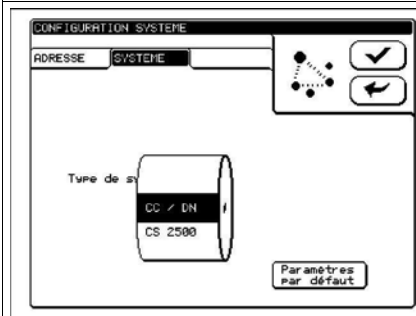 CONFIGURATION SYSTEME
ADRESSE SYSTEME
Type de sy
CC / DN
CS 2500
Paramètres
par défaut